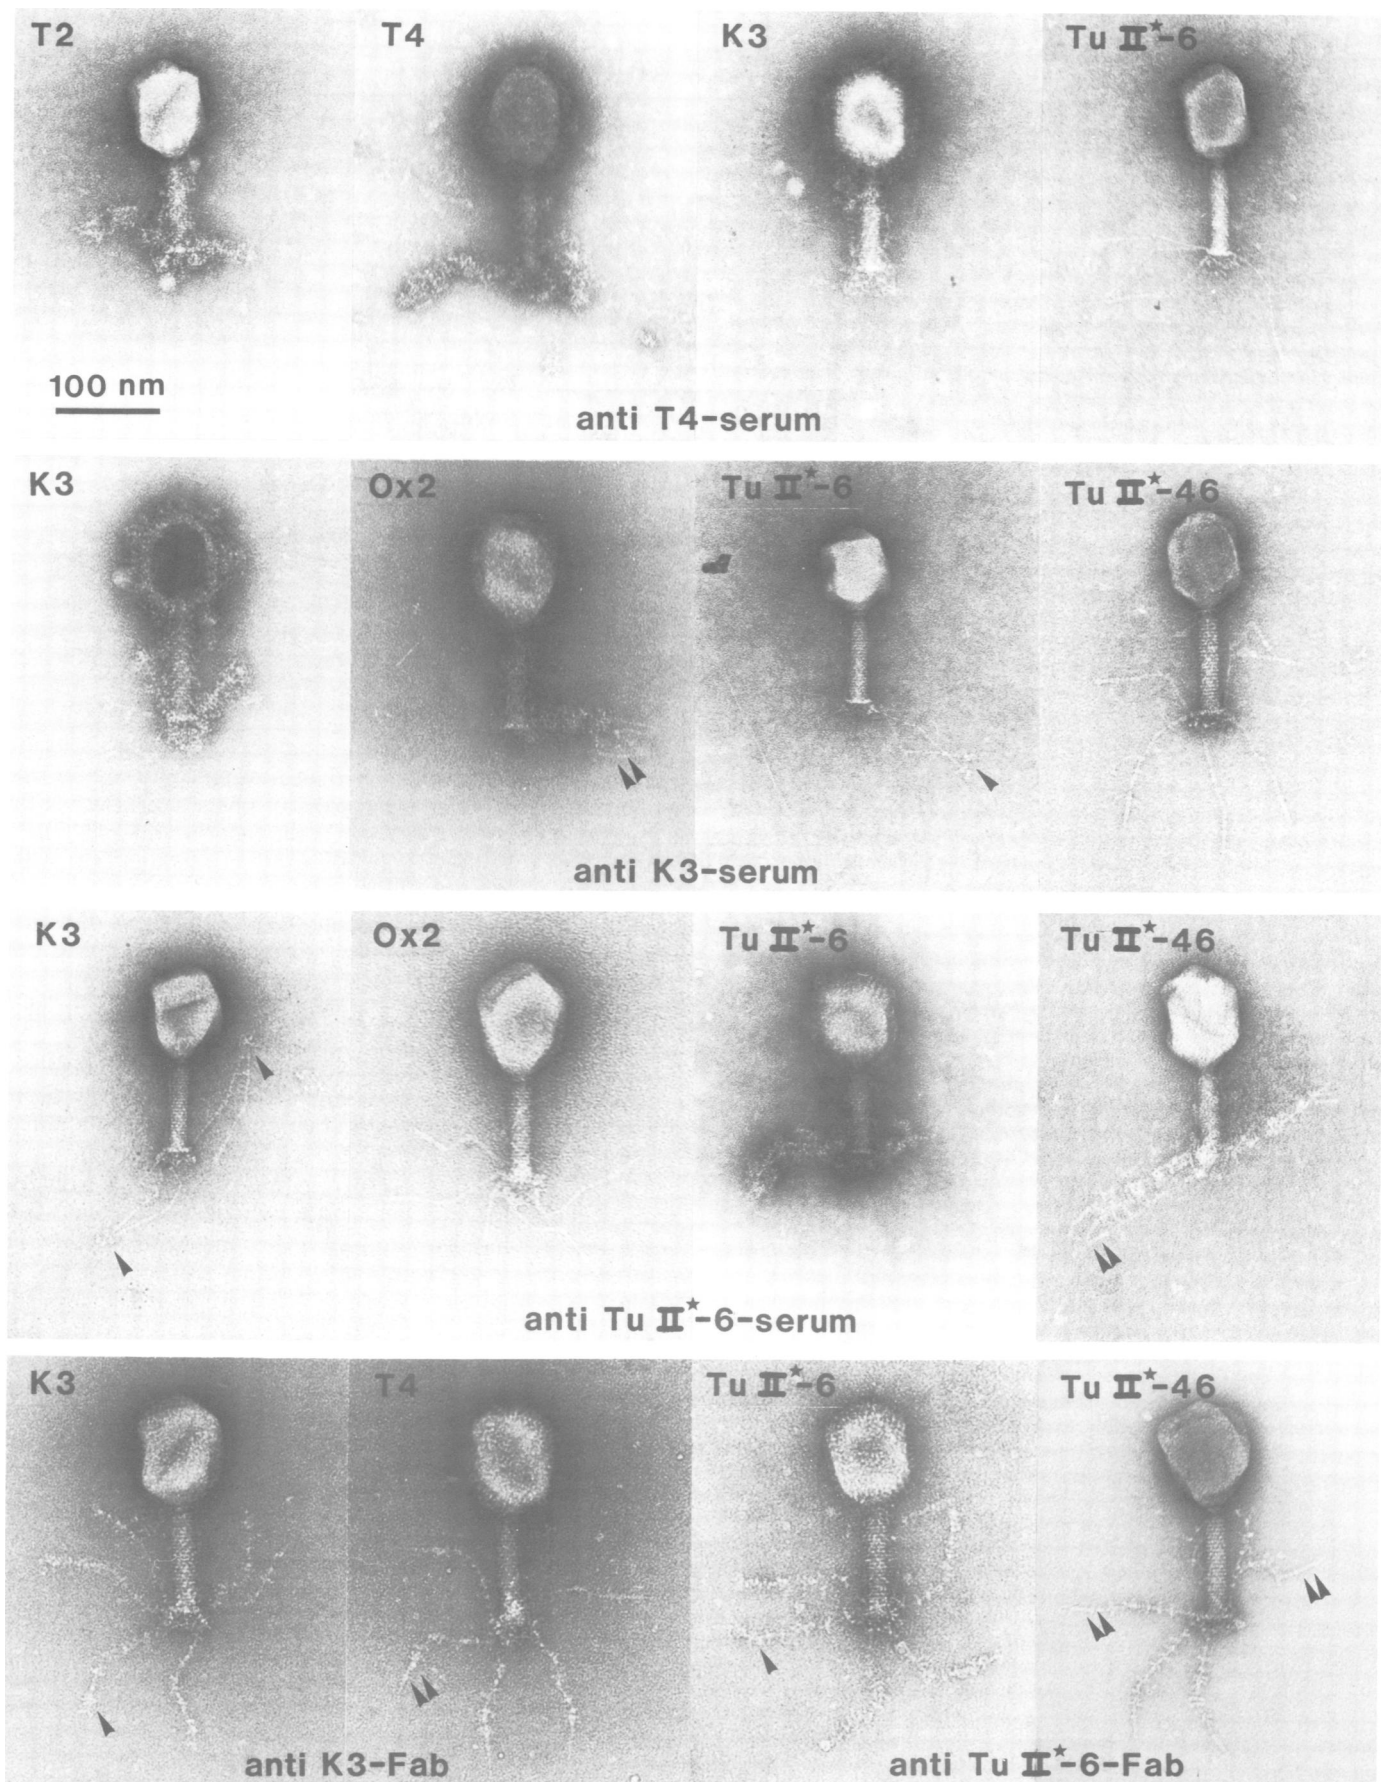 T2 T4 K3 Tu II★-6
100 nm
anti T4-serum
K3 Ox2 Tu II★-6 Tu II★-46
anti K3-serum
K3 Ox2 Tu II★-6 Tu II★-46
anti Tu II★-6-serum
K3 T4 Tu II★-6 Tu II★-46
anti K3-Fab anti Tu II★-6-Fab